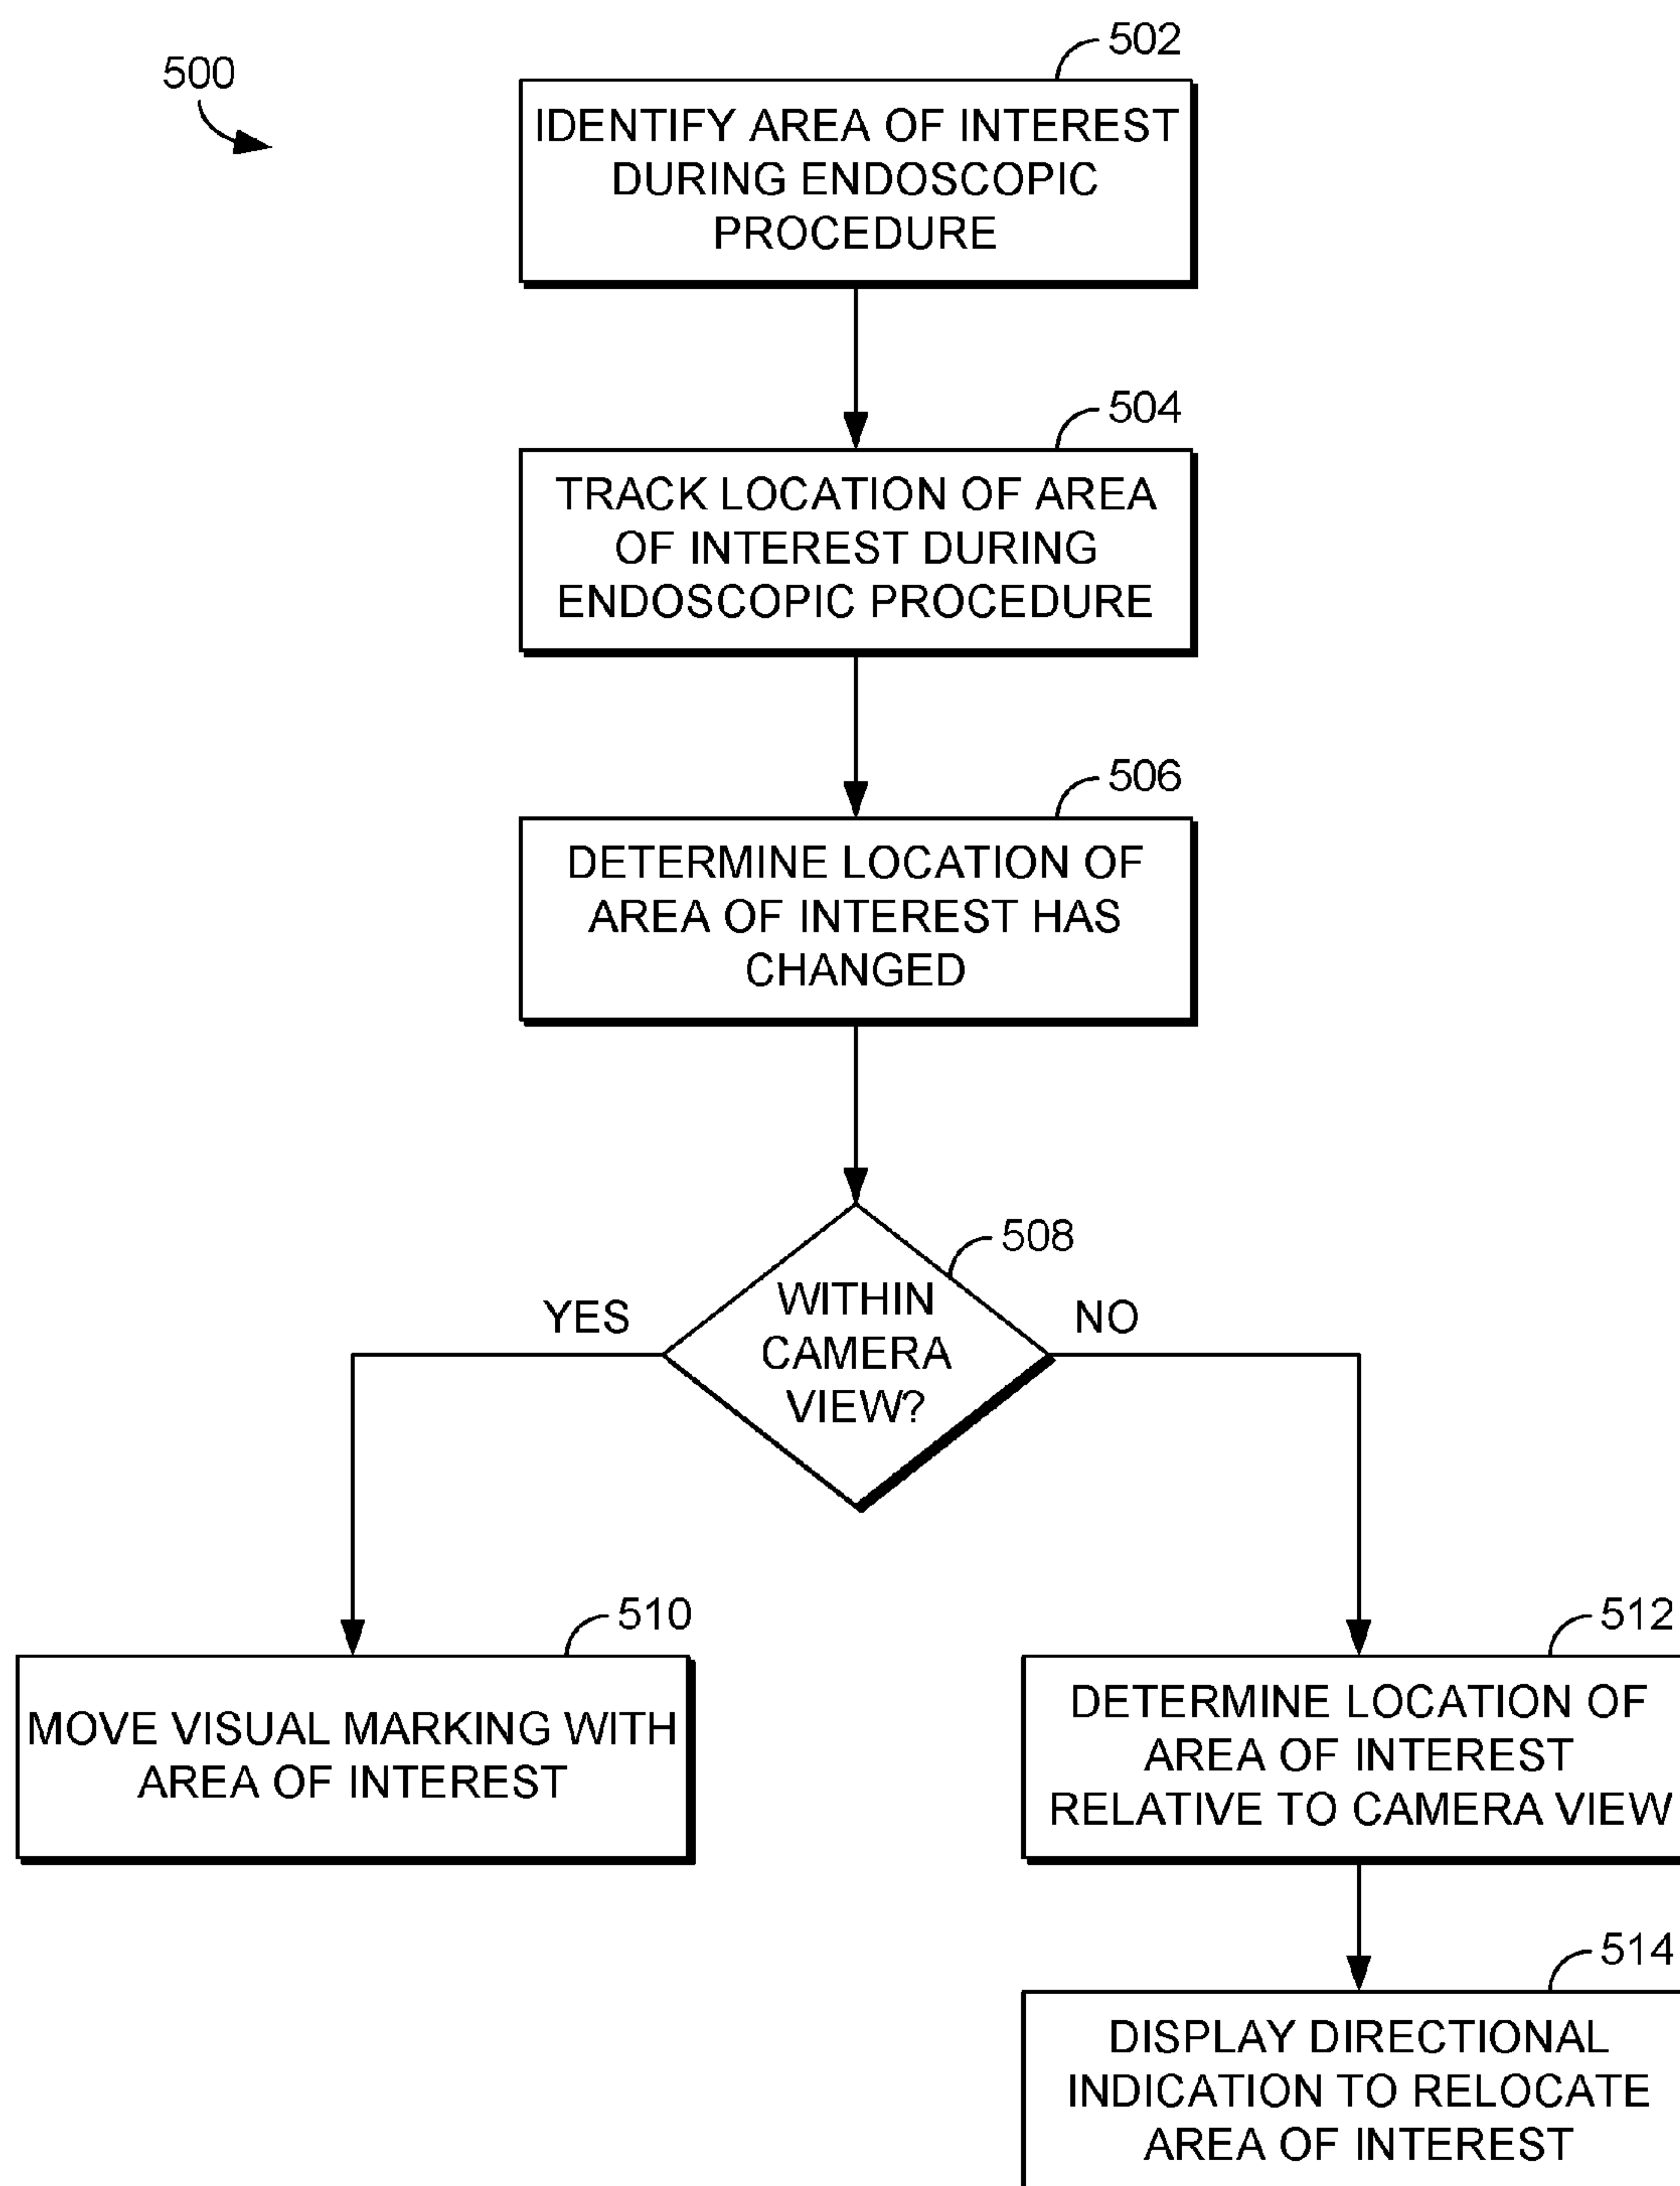 500
502
IDENTIFY AREA OF INTEREST
DURING ENDOSCOPIC
PROCEDURE
504
TRACK LOCATION OF AREA
OF INTEREST DURING
ENDOSCOPIC PROCEDURE
506
DETERMINE LOCATION OF
AREA OF INTEREST HAS
CHANGED
508
WITHIN
CAMERA
VIEW?
YES
NO
510
MOVE VISUAL MARKING WITH
AREA OF INTEREST
512
DETERMINE LOCATION OF
AREA OF INTEREST
RELATIVE TO CAMERA VIEW
514
DISPLAY DIRECTIONAL
INDICATION TO RELOCATE
AREA OF INTEREST